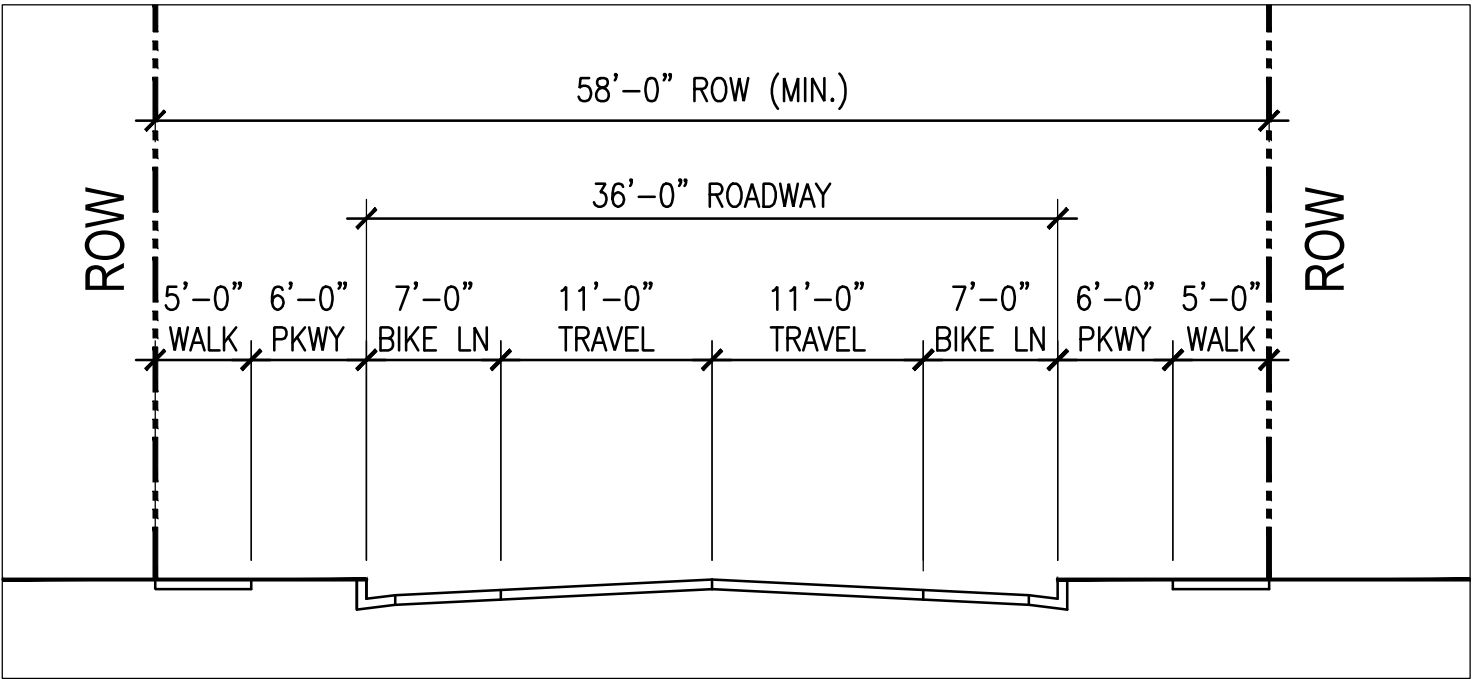 58'-0" ROW (MIN.)
36'-0" ROADWAY
ROW
ROW
5'-0" 6'-0" 7'-0" 11'-0" 11'-0" 7'-0" 6'-0" 5'-0"
WALK PKWY BIKE LN TRAVEL TRAVEL BIKE LN PKWY WALK